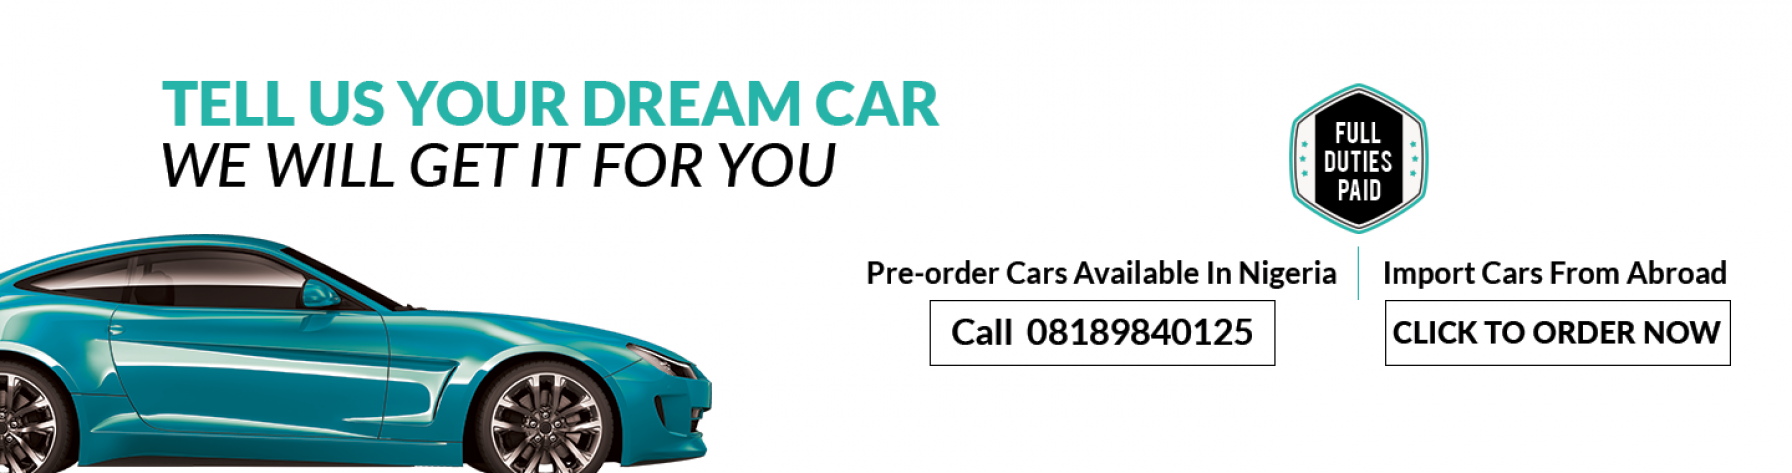 TELL US YOUR DREAM CAR
WE WILL GET IT FOR YOU
FULL
DUTIES
PAID
Pre-order Cars Available In Nigeria
Call 08189840125
Import Cars From Abroad
CLICK TO ORDER NOW